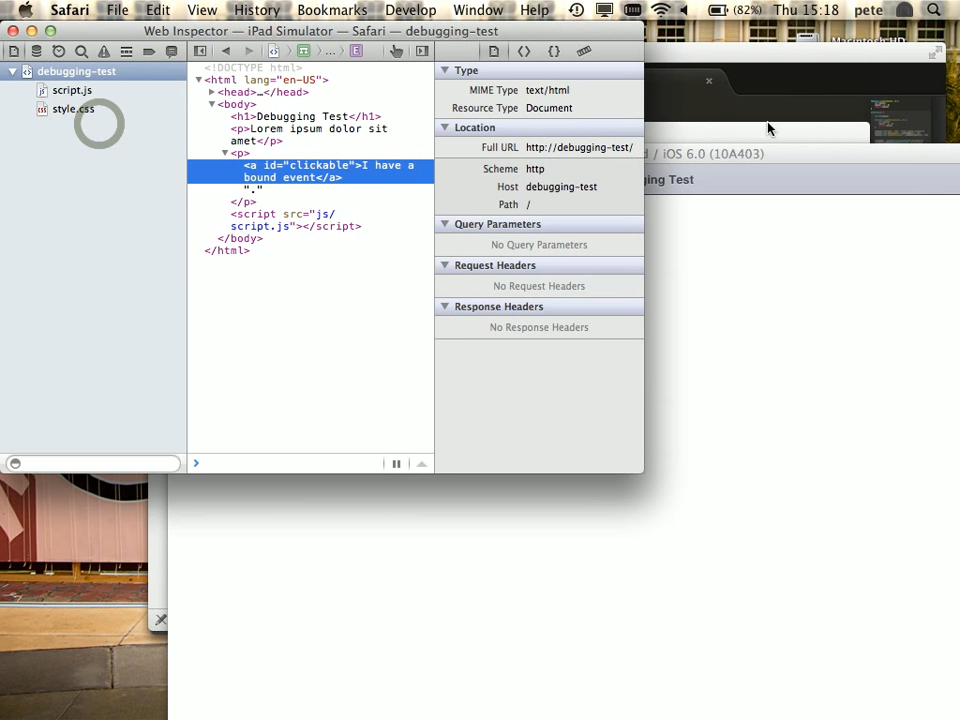 Safari File Edit View History Bookmarks Develop Window Help (82%) Thu 15:18 pete
Web Inspector — iPad Simulator — Safari — debugging-test
debugging-test
script.js
style.css
<!DOCTYPE html>
<html lang="en-US">
<head>…</head>
<body>
<h1>Debugging Test</h1>
<p>Lorem ipsum dolor sit
amet</p>
<p>
<a id="clickable">I have a
bound event</a>
"."
</p>
<script src="js/
script.js"></script>
</body>
</html>
Type
MIME Type text/html
Resource Type Document
Location
Full URL http://debugging-test/
Scheme http
Host debugging-test
Path /
Query Parameters
No Query Parameters
Request Headers
No Request Headers
Response Headers
No Response Headers
/ iOS 6.0 (10A403)
ging Test